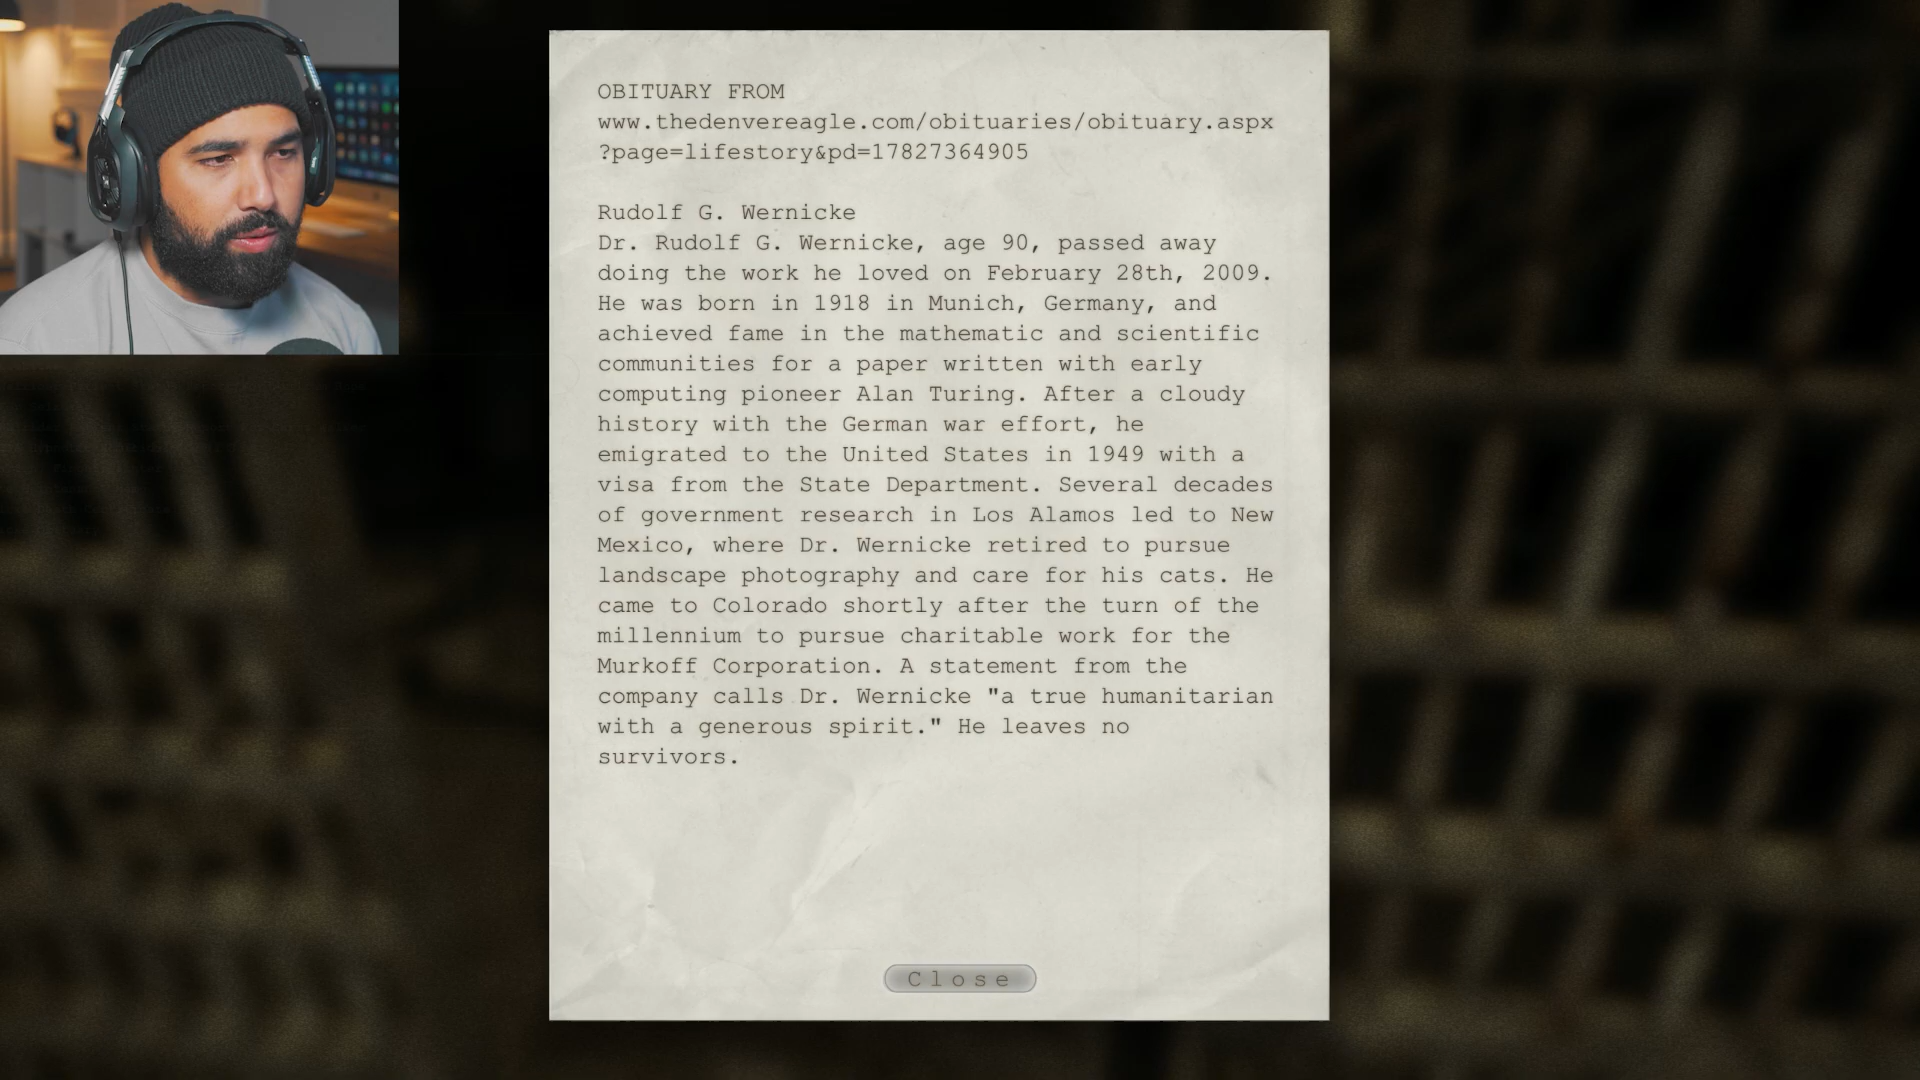 OBITUARY FROM
www.thedenvereagle.com/obituaries/obituary.aspx
?page=lifestory&pd=17827364905
Rudolf G. Wernicke
Dr. Rudolf G. Wernicke, age 90, passed away
doing the work he loved on February 28th, 2009.
He was born in 1918 in Munich, Germany, and
achieved fame in the mathematic and scientific
communities for a paper written with early
computing pioneer Alan Turing. After a cloudy
history with the German war effort, he
emigrated to the United States in 1949 with a
visa from the State Department. Several decades
of government research in Los Alamos led to New
Mexico, where Dr. Wernicke retired to pursue
landscape photography and care for his cats. He
came to Colorado shortly after the turn of the
millennium to pursue charitable work for the
Murkoff Corporation. A statement from the
company calls Dr. Wernicke "a true humanitarian
with a generous spirit." He leaves no
survivors.
Close